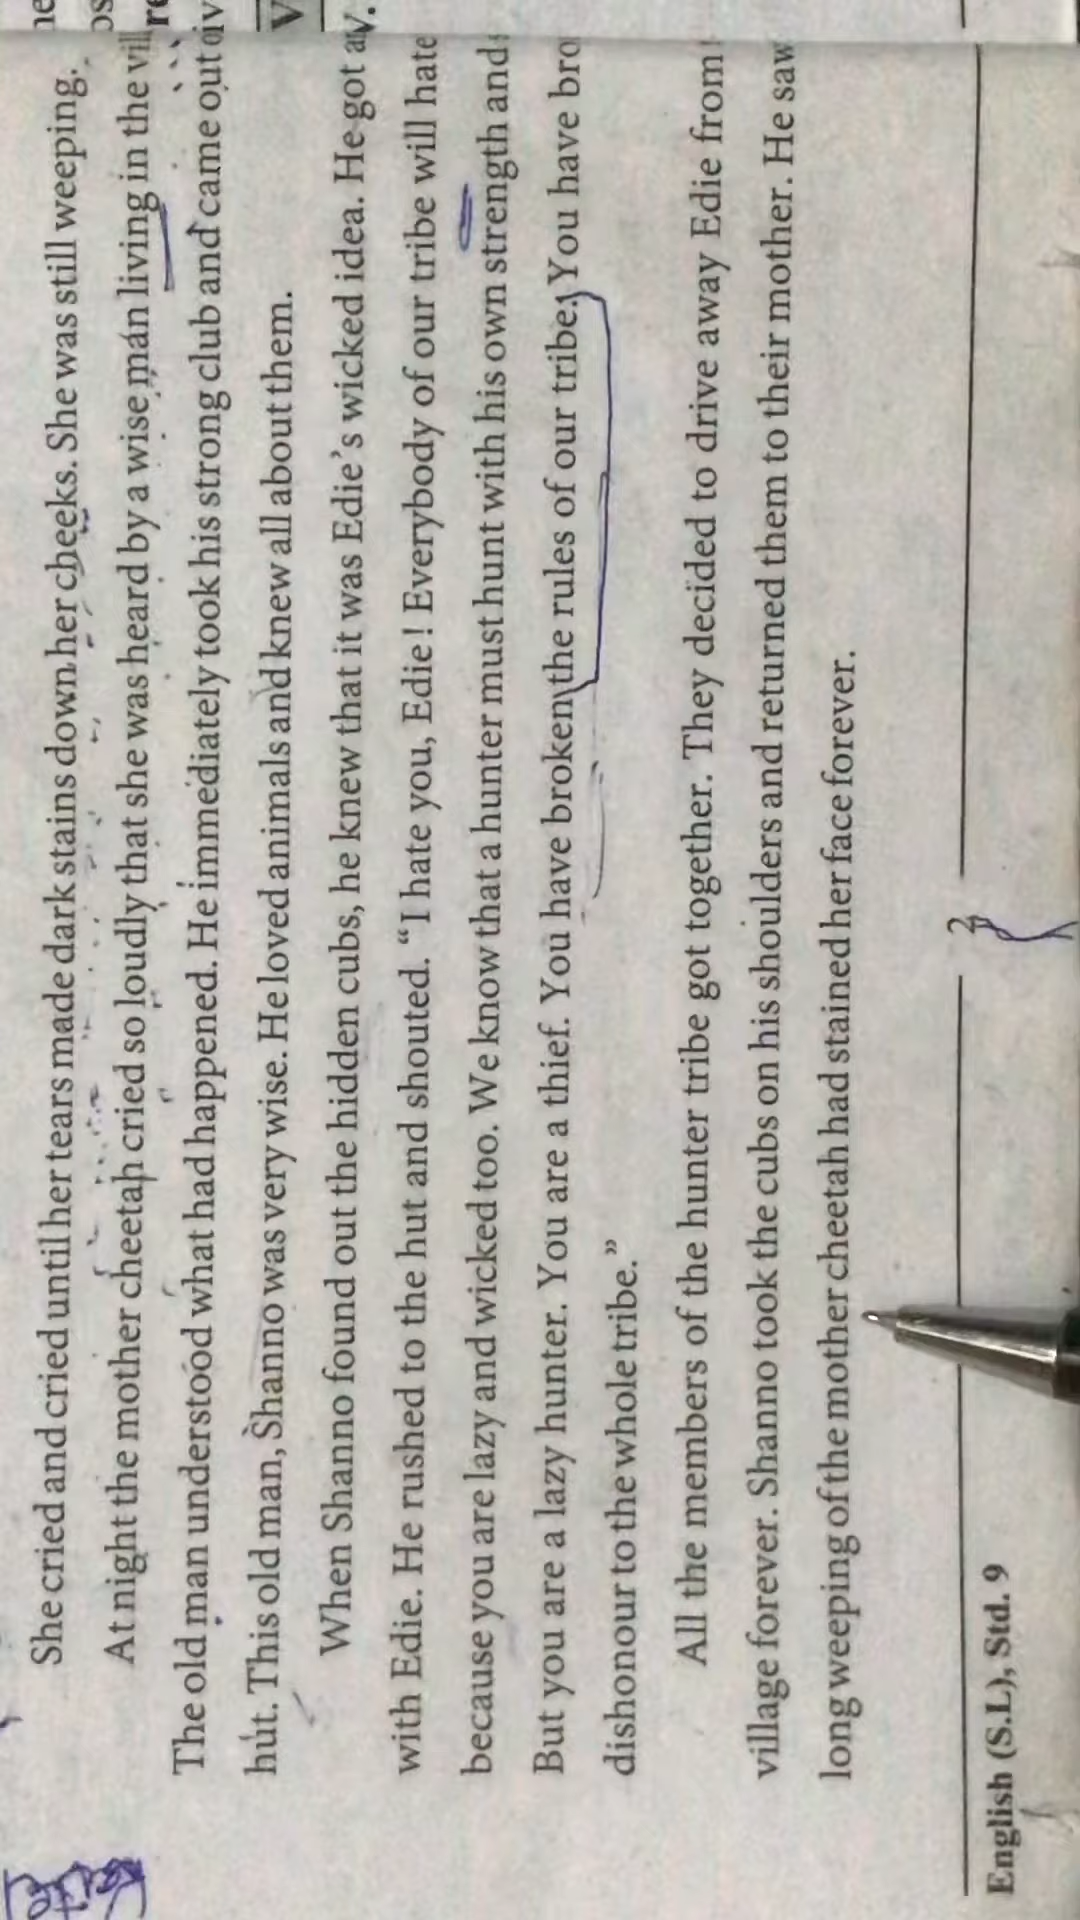 She cried and cried until her tears made dark stains down her cheeks. She was still weeping.
At night the mother cheetah cried so loudly that she was heard by a wise man living in the vill
The old man understood what had happened. He immediately took his strong club and came out
hut. This old man, Shanno was very wise. He loved animals and knew all about them.
When Shanno found out the hidden cubs, he knew that it was Edie's wicked idea. He got
with Edie. He rushed to the hut and shouted. “I hate you, Edie! Everybody of our tribe will hate
because you are lazy and wicked too. We know that a hunter must hunt with his own strength and
But you are a lazy hunter. You are a thief. You have broken the rules of our tribe. You have bro
dishonour to the whole tribe.”
All the members of the hunter tribe got together. They decided to drive away Edie from
village forever. Shanno took the cubs on his shoulders and returned them to their mother. He saw
long weeping of the mother cheetah had stained her face forever.
English (S.L), Std. 9